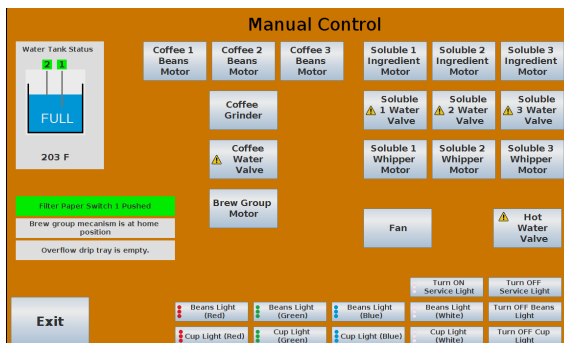 Manual Control
Water Tank Status
2 1
FULL
203 F
Coffee 1
Beans
Motor
Coffee 2
Beans
Motor
Coffee 3
Beans
Motor
Soluble 1
Ingredient
Motor
Soluble 2
Ingredient
Motor
Soluble 3
Ingredient
Motor
Coffee
Grinder
Soluble
1 Water
Valve
Soluble
2 Water
Valve
Soluble
3 Water
Valve
Coffee
Water
Valve
Soluble 1
Whipper
Motor
Soluble 2
Whipper
Motor
Soluble 3
Whipper
Motor
Filter Paper Switch 1 Pushed
Brew group mecanism is at home
position
Overflow drip tray is empty.
Brew Group
Motor
Fan
Hot
Water
Valve
Turn ON
Service Light
Turn OFF
Service Light
Exit
Beans Light
(Red)
Beans Light
(Green)
Beans Light
(Blue)
Beans Light
(White)
Turn OFF Beans
Light
Cup Light (Red)
Cup Light
(Green)
Cup Light (Blue)
Cup Light
(White)
Turn OFF Cup
Light